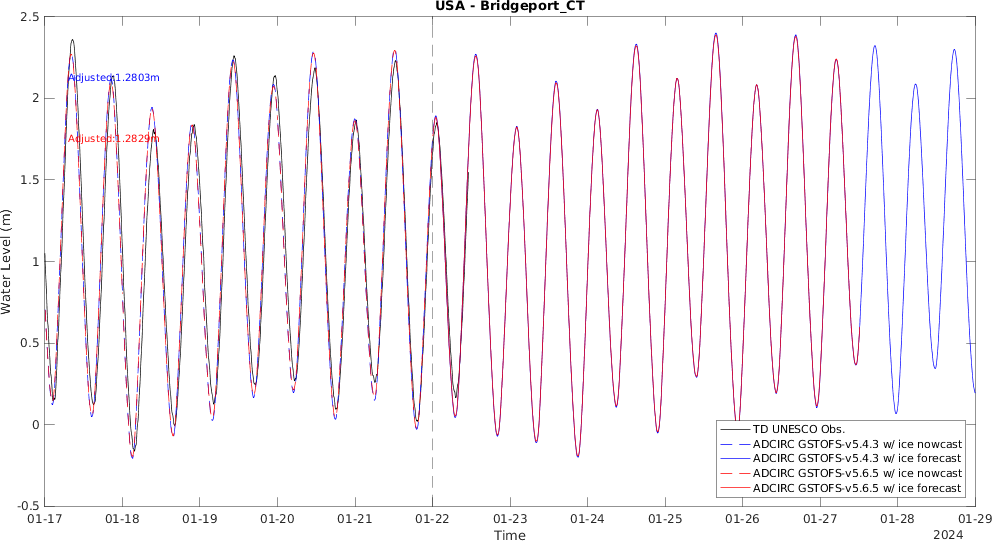 USA - Bridgeport_CT
2.5
2
1.5
1
0.5
0
-0.5
Water Level (m)
Adjusted:1.2803m
Adjusted:1.2829m
TD UNESCO Obs.
ADCIRC GSTOFS-v5.4.3 w/ ice nowcast
ADCIRC GSTOFS-v5.4.3 w/ ice forecast
ADCIRC GSTOFS-v5.6.5 w/ ice nowcast
ADCIRC GSTOFS-v5.6.5 w/ ice forecast
01-17 01-18 01-19 01-20 01-21 01-22 01-23 01-24 01-25 01-26 01-27 01-28 01-29
Time
2024